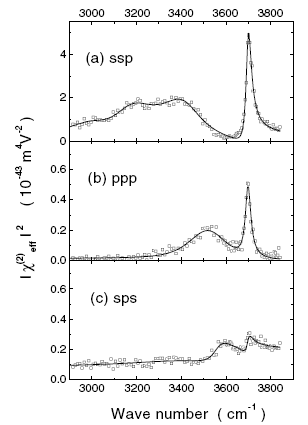 3000 3200 3400 3600 3800
(a) ssp
4
2
0
(b) ppp
0.6
0.4
0.2
0.0
(c) sps
0.6
0.4
0.2
0.0
3000 3200 3400 3600 3800
Wave number ( cm⁻¹ )
| χ⁽²⁾eff |² ( 10⁻⁴³ m⁴V⁻² )